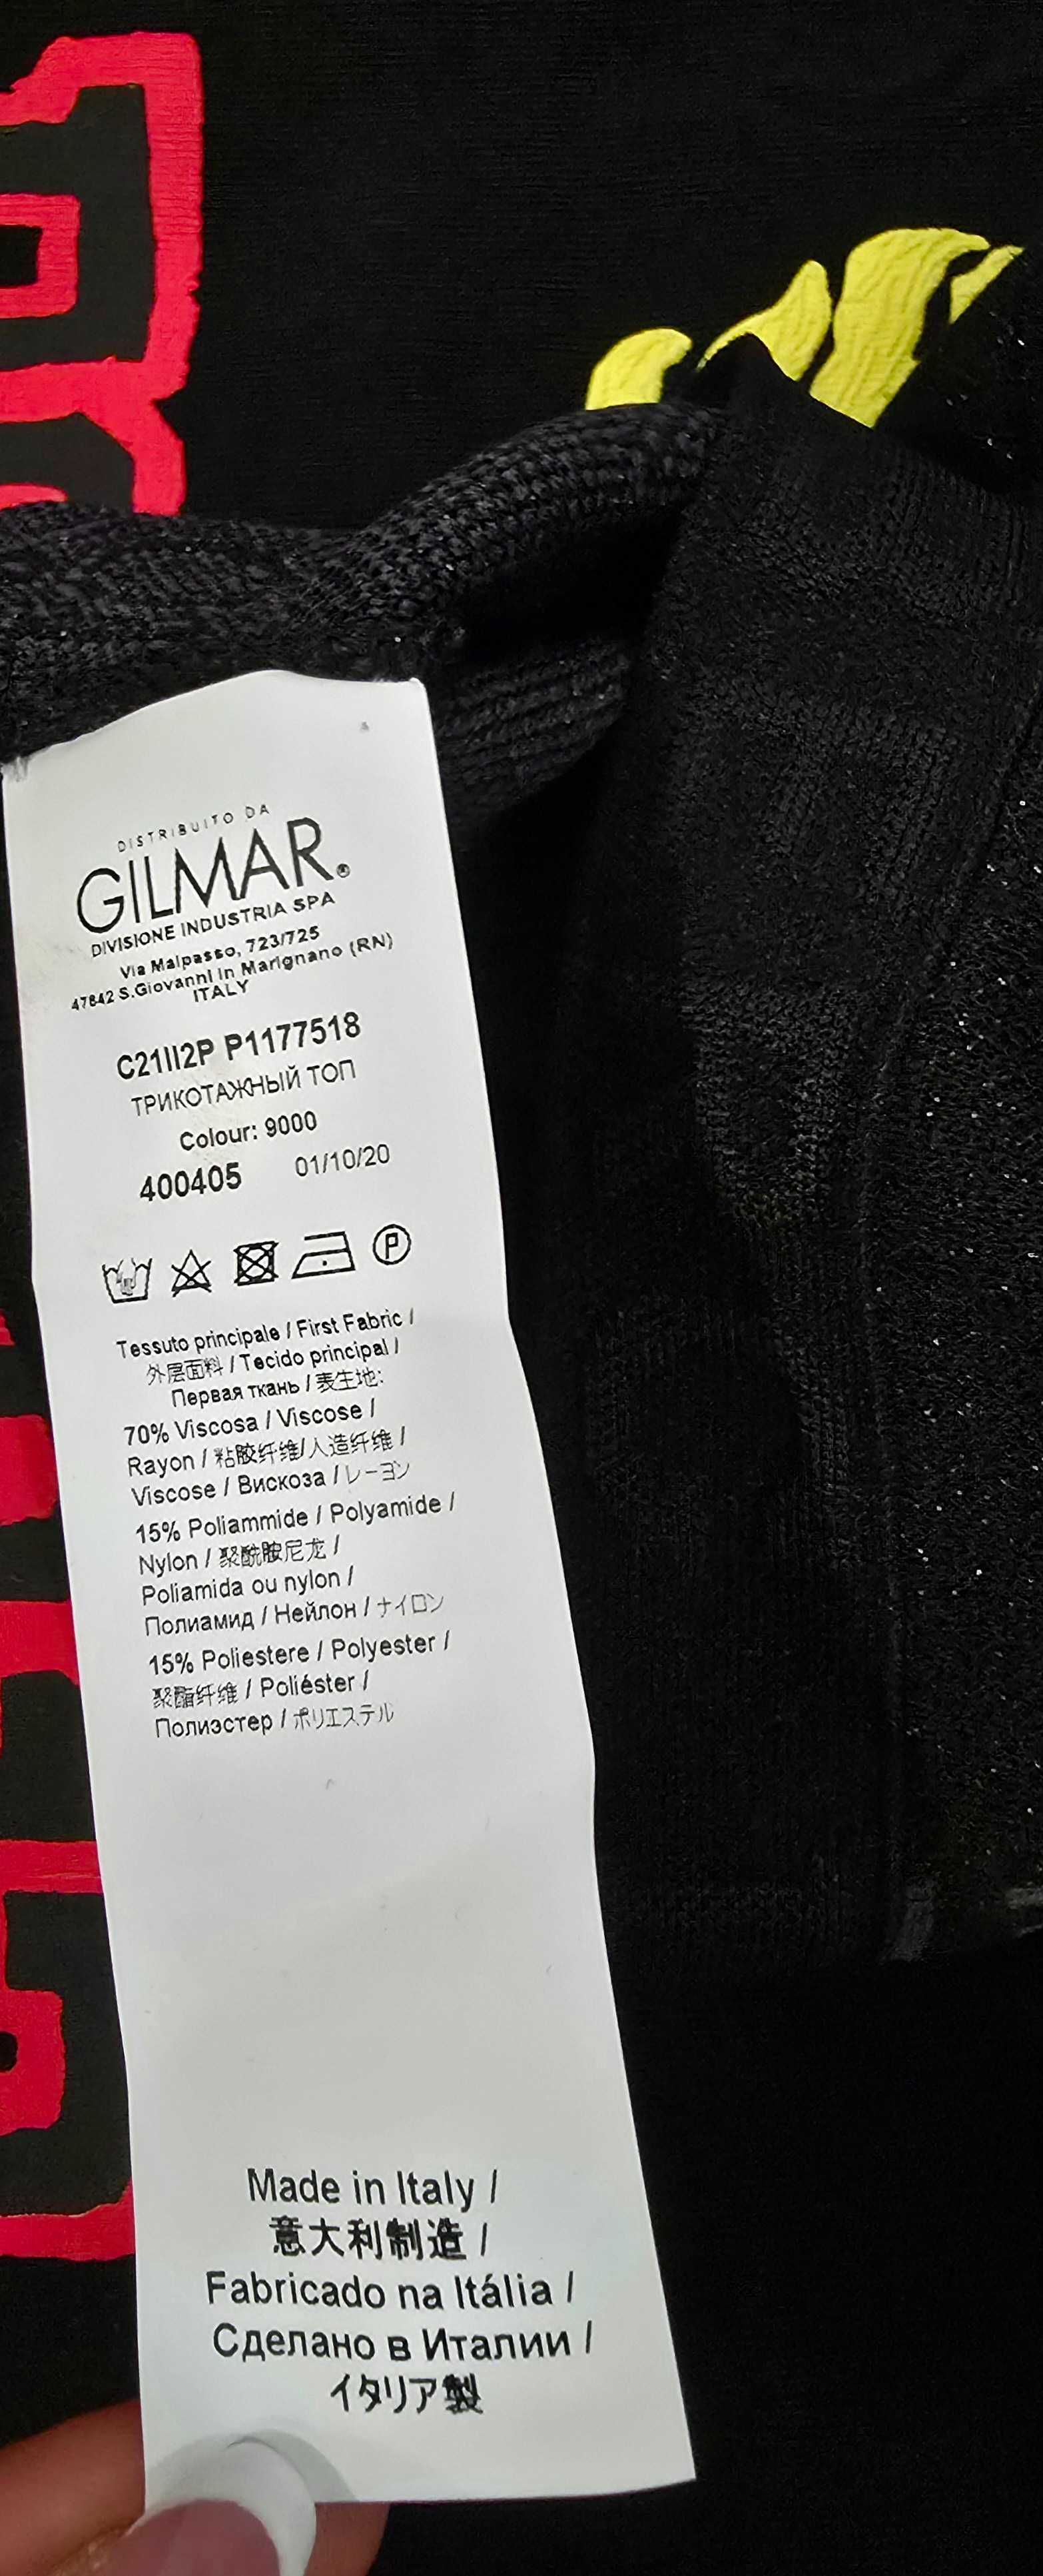 DISTRIBUITO DA
GILMAR®
DIVISIONE INDUSTRIA SPA
Via Malpasso, 723/725
47842 S.Giovanni in Marignano (RN)
ITALY
C21II2P P1177518
ТРИКОТАЖНЫЙ ТОП
Colour: 9000
400405 01/10/20
P
Tessuto principale / First Fabric /
外层面料 / Tecido principal /
Первая ткань / 表生地:
70% Viscosa / Viscose /
Rayon / 粘胶纤维/人造纤维 /
Viscose / Вискоза / レーヨン
15% Poliammide / Polyamide /
Nylon / 聚酰胺尼龙 /
Poliamida ou nylon /
Полиамид / Нейлон / ナイロン
15% Poliestere / Polyester /
聚酯纤维 / Poliéster /
Полиэстер / ポリエステル
Made in Italy /
意大利制造 /
Fabricado na Itália /
Сделано в Италии /
イタリア製